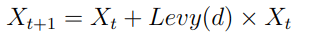 X_{t+1} = X_t + Levy(d) × X_t